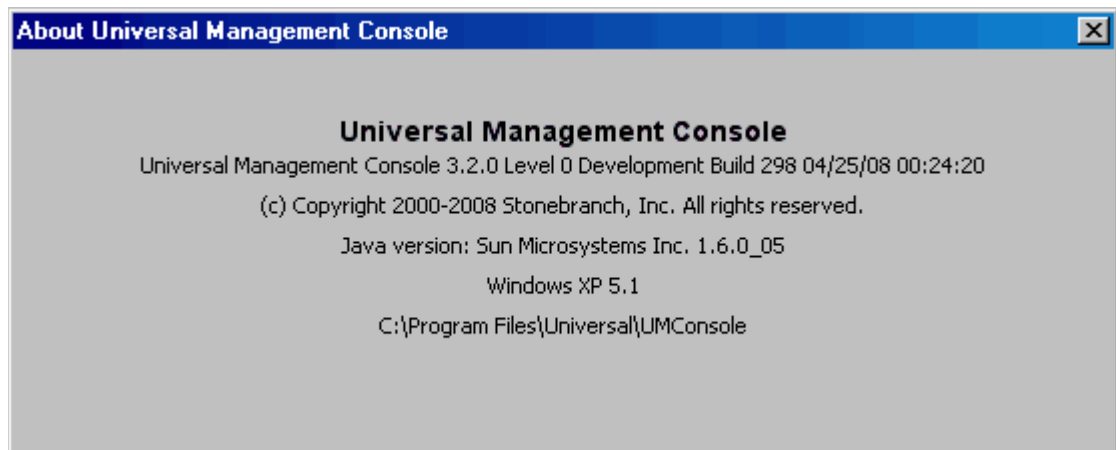 About Universal Management Console
Universal Management Console
Universal Management Console 3.2.0 Level 0 Development Build 298 04/25/08 00:24:20
(c) Copyright 2000-2008 Stonebranch, Inc. All rights reserved.
Java version: Sun Microsystems Inc. 1.6.0_05
Windows XP 5.1
C:\Program Files\Universal\UMConsole